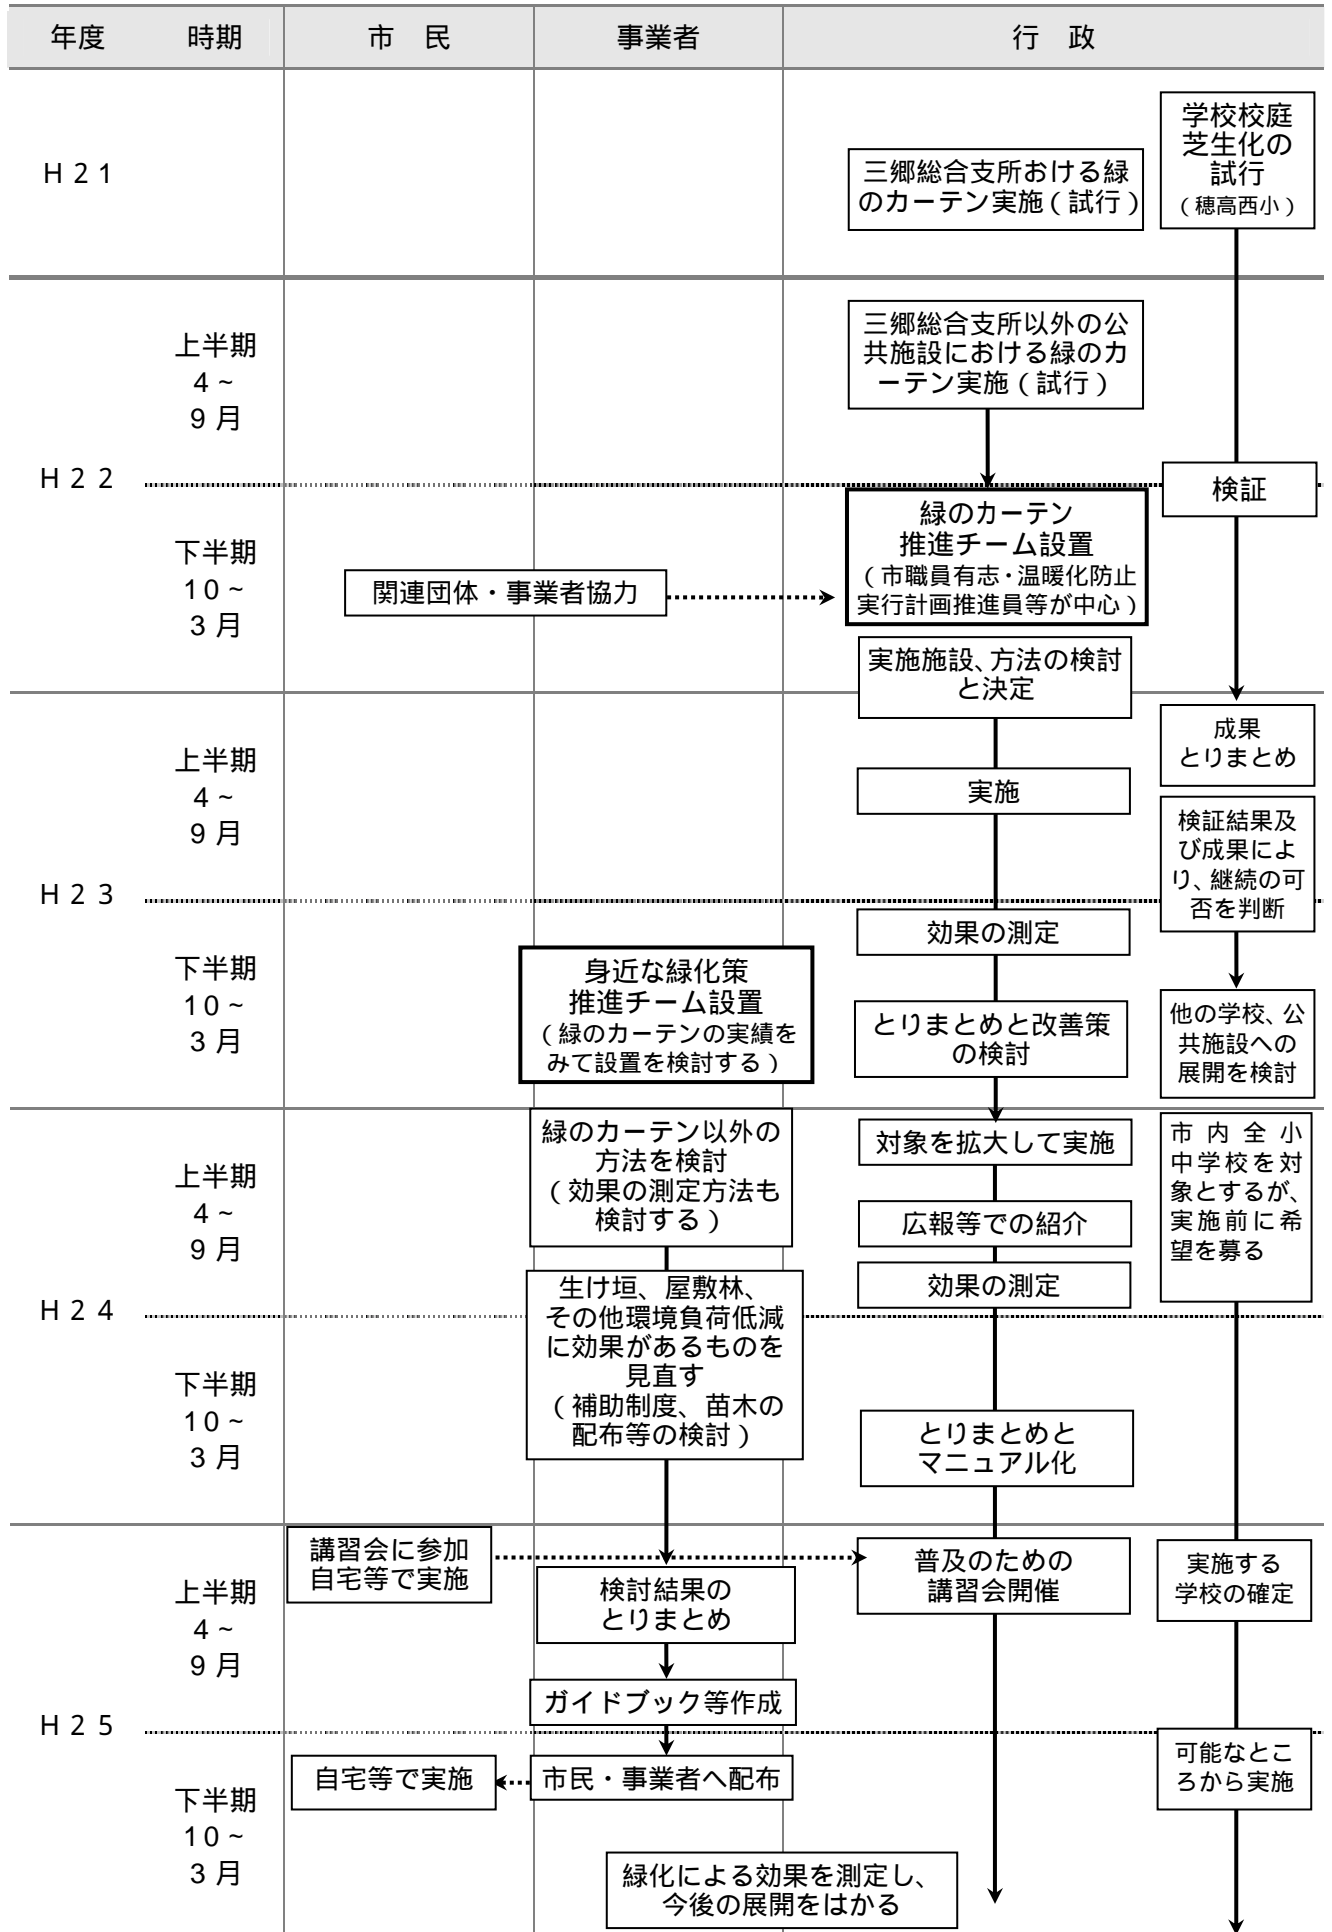 年度 時期 市 民 事業者 行 政
H21
三郷総合支所おける緑
のカーテン実施(試行)
学校校庭
芝生化の
試行
(穂高西小)
H22
上半期
4~
9月
三郷総合支所以外の公
共施設における緑のカ
ーテン実施(試行)
検証
下半期
10~
3月
関連団体・事業者協力
緑のカーテン
推進チーム設置
(市職員有志・温暖化防止
実行計画推進員等が中心)
実施施設、方法の検討
と決定
H23
上半期
4~
9月
実施
成果
とりまとめ
検証結果及
び成果によ
り、継続の可
否を判断
下半期
10~
3月
身近な緑化策
推進チーム設置
(緑のカーテンの実績を
みて設置を検討する)
効果の測定
とりまとめと改善策
の検討
他の学校、公
共施設への
展開を検討
H24
上半期
4~
9月
緑のカーテン以外の
方法を検討
(効果の測定方法も
検討する)
対象を拡大して実施
広報等での紹介
効果の測定
市内全小
中学校を対
象とするが、
実施前に希
望を募る
生け垣、屋敷林、
その他環境負荷低減
に効果があるものを
見直す
(補助制度、苗木の
配布等の検討)
下半期
10~
3月
とりまとめと
マニュアル化
H25
上半期
4~
9月
講習会に参加
自宅等で実施
検討結果の
とりまとめ
ガイドブック等作成
普及のための
講習会開催
実施する
学校の確定
下半期
10~
3月
自宅等で実施
市民・事業者へ配布
可能なとこ
ろから実施
緑化による効果を測定し、
今後の展開をはかる